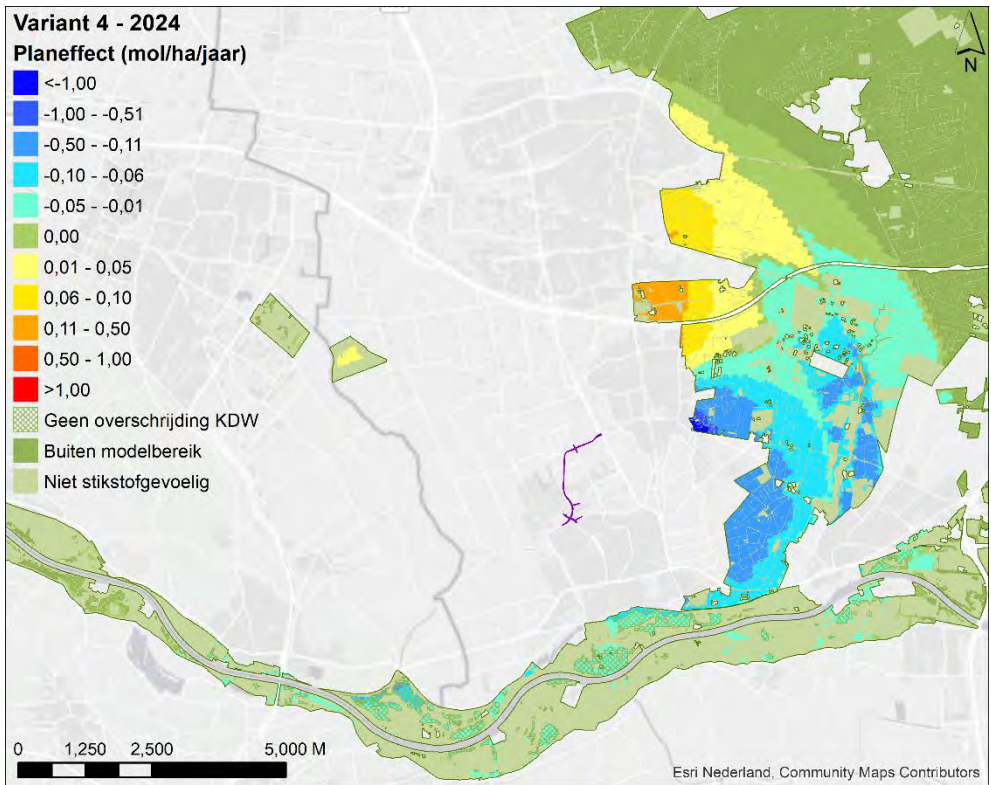 Variant 4 - 2024
Planeffect (mol/ha/jaar)
<-1,00
-1,00 - -0,51
-0,50 - -0,11
-0,10 - -0,06
-0,05 - -0,01
0,00
0,01 - 0,05
0,06 - 0,10
0,11 - 0,50
0,50 - 1,00
>1,00
Geen overschrijding KDW
Buiten modelbereik
Niet stikstofgevoelig
N
0 1,250 2,500 5,000 M
Esri Nederland, Community Maps Contributors